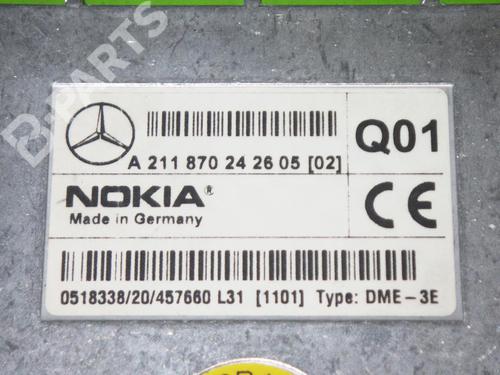 B-PARTS
A 211 870 24 26 05 [02]
Q01
NOKIA®
Made in Germany
CE
0518338/20/457660 L31 [1101] Type: DME-3E